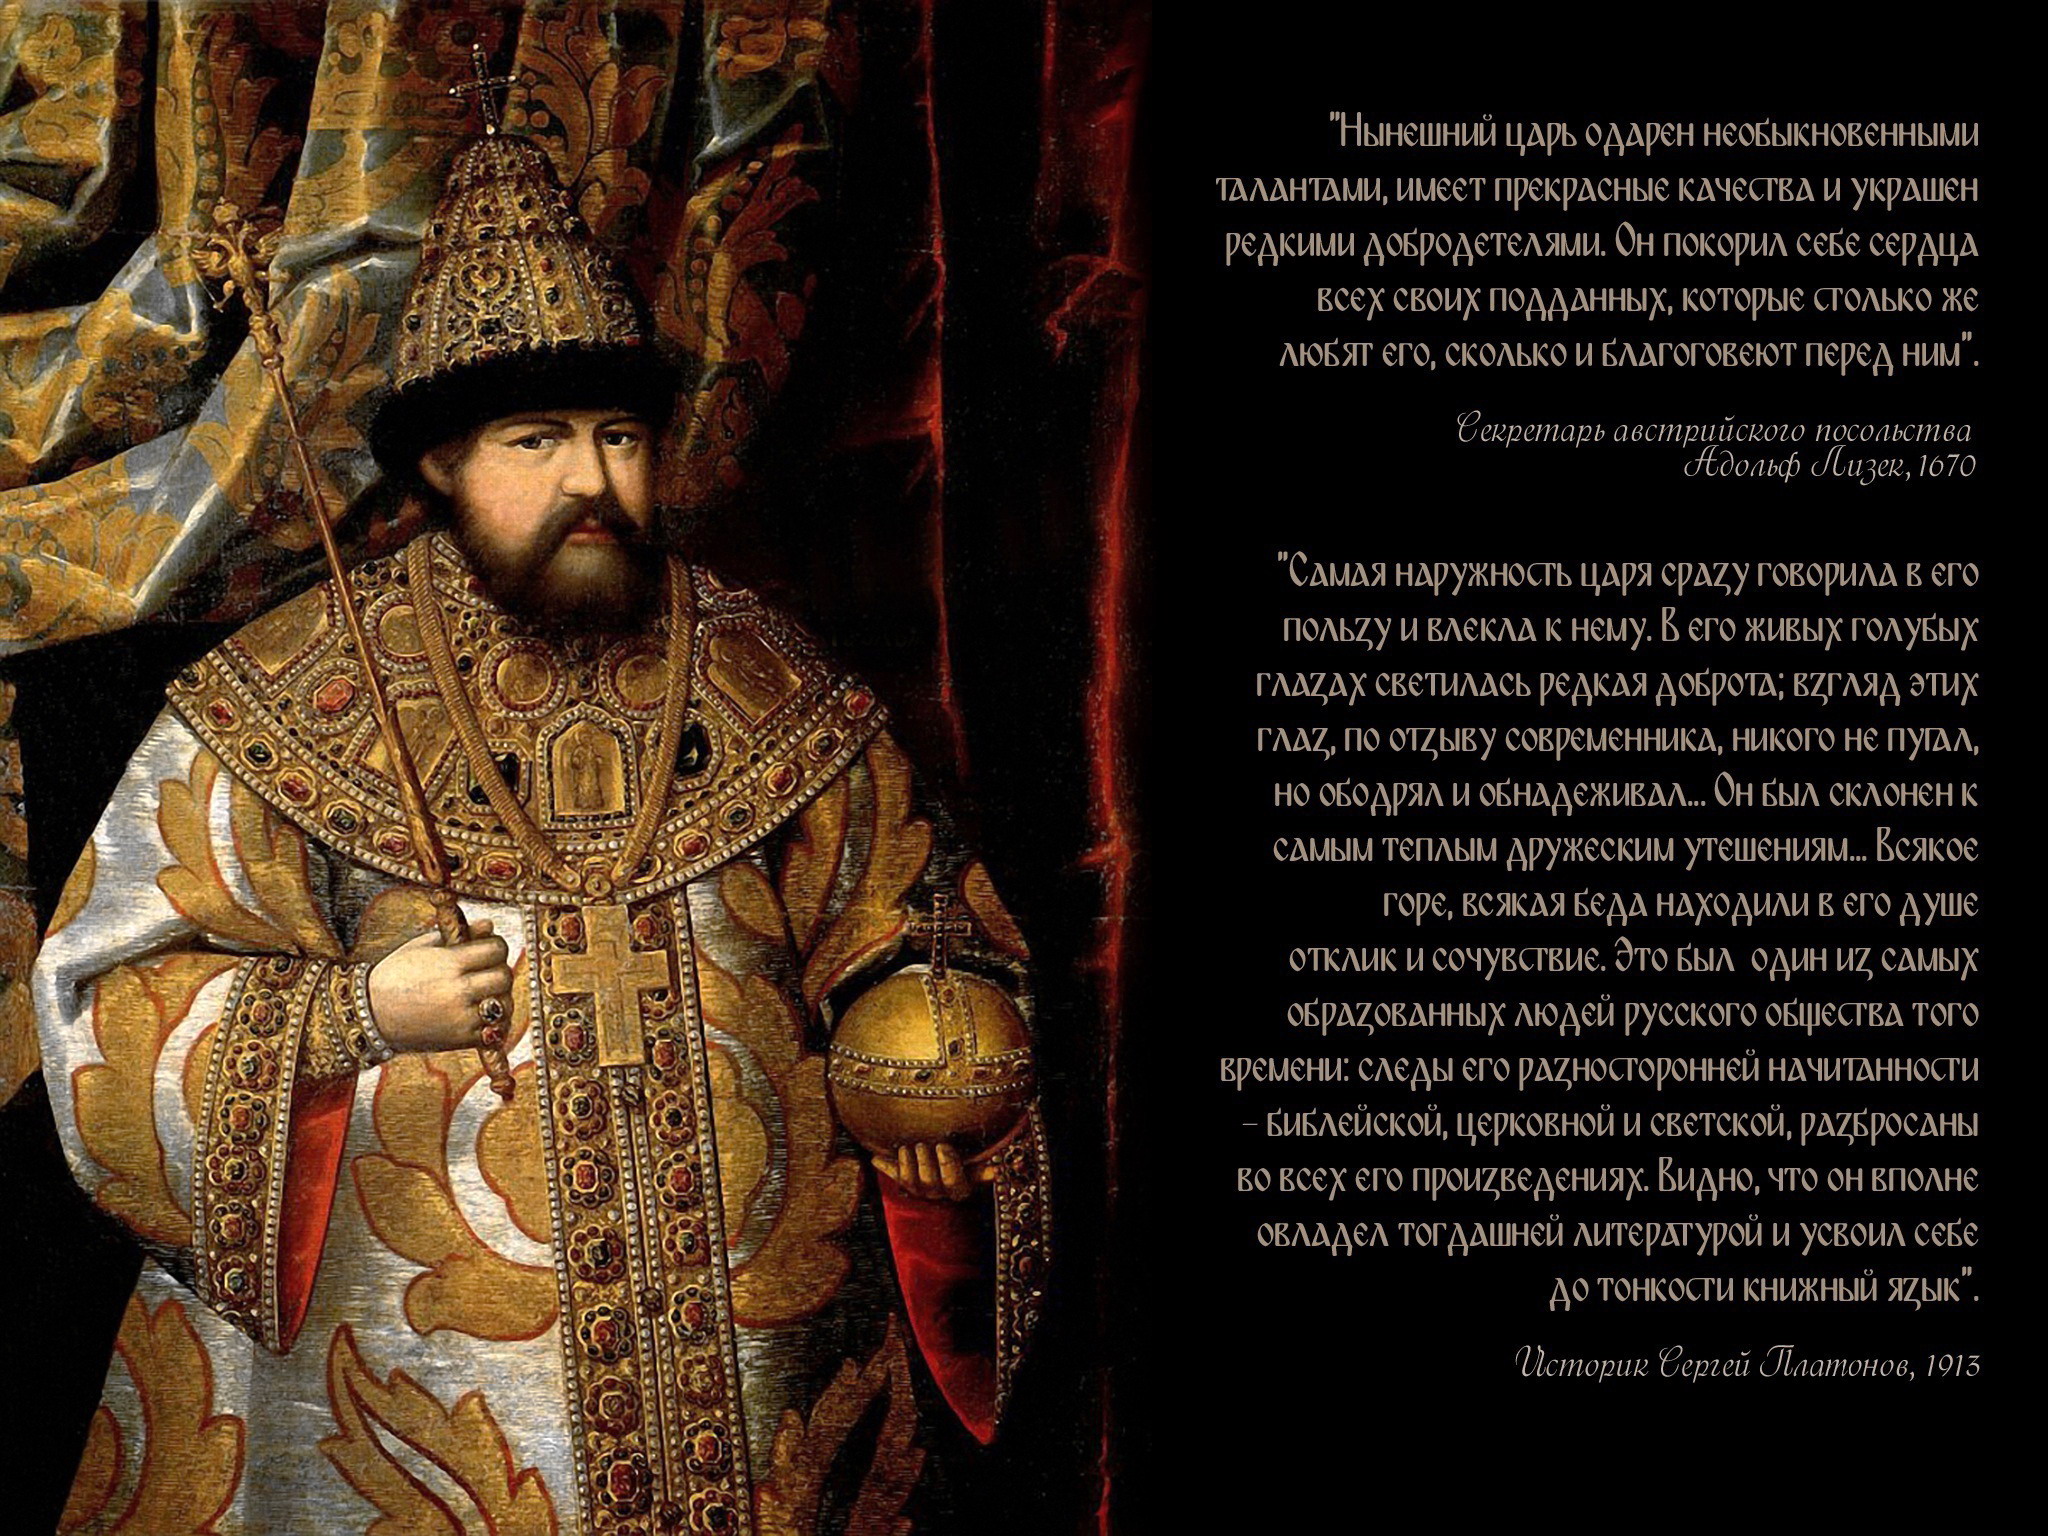 "Нынешний царь одарен необыкновенными
талантами, имеет прекрасные качества и украшен
редкими добродетелями. Он покорил себе сердца
всех своих подданных, которые столько же
любят его, сколько и благоговеют перед ним".
Секретарь австрийского посольства
Адольф Лизек, 1670
"Самая наружность царя сразу говорила в его
пользу и влекла к нему. В его живых голубых
глазах светилась редкая доброта; взгляд этих
глаз, по отзыву современника, никого не пугал,
но ободрял и обнадеживал... Он был склонен к
самым теплым дружеским утешениям... Всякое
горе, всякая беда находили в его душе
отклик и сочувствие. Это был один из самых
образованных людей русского общества того
времени: следы его разносторонней начитанности
– библейской, церковной и светской, разбросаны
во всех его произведениях. Видно, что он вполне
овладел тогдашней литературой и усвоил себе
до тонкости книжный язык".
Историк Сергей Платонов, 1913